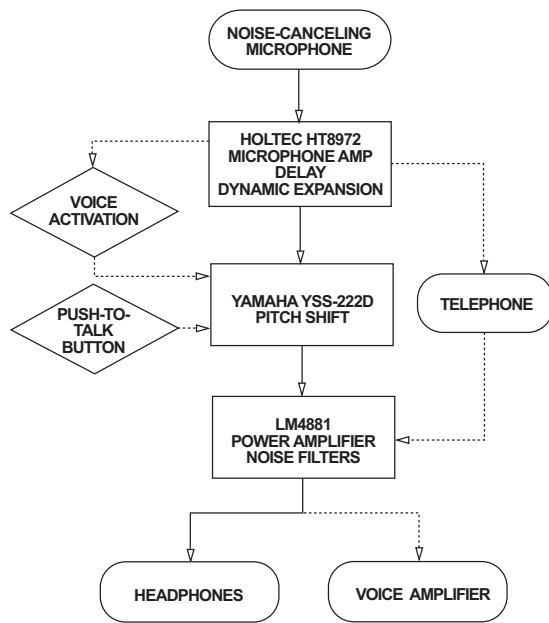 NOISE-CANCELING
MICROPHONE
HOLTEC HT8972
MICROPHONE AMP
DELAY
DYNAMIC EXPANSION
VOICE
ACTIVATION
YAMAHA YSS-222D
PITCH SHIFT
TELEPHONE
PUSH-TO-
TALK
BUTTON
LM4881
POWER AMPLIFIER
NOISE FILTERS
HEADPHONES
VOICE AMPLIFIER